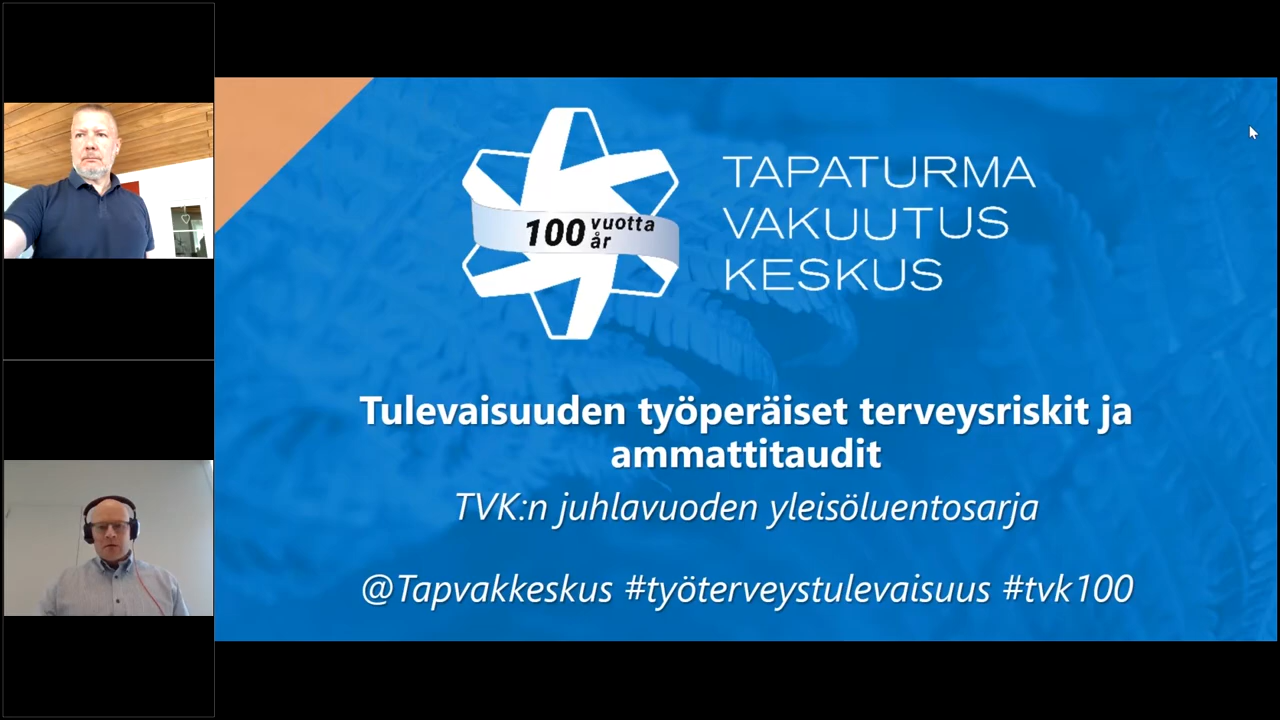 100 vuotta
år
TAPATURMA
VAKUUTUS
KESKUS
Tulevaisuuden työperäiset terveysriskit ja
ammattitaudit
TVK:n juhlavuoden yleisöluentosarja
@Tapvakkeskus #työterveystulevaisuus #tvk100